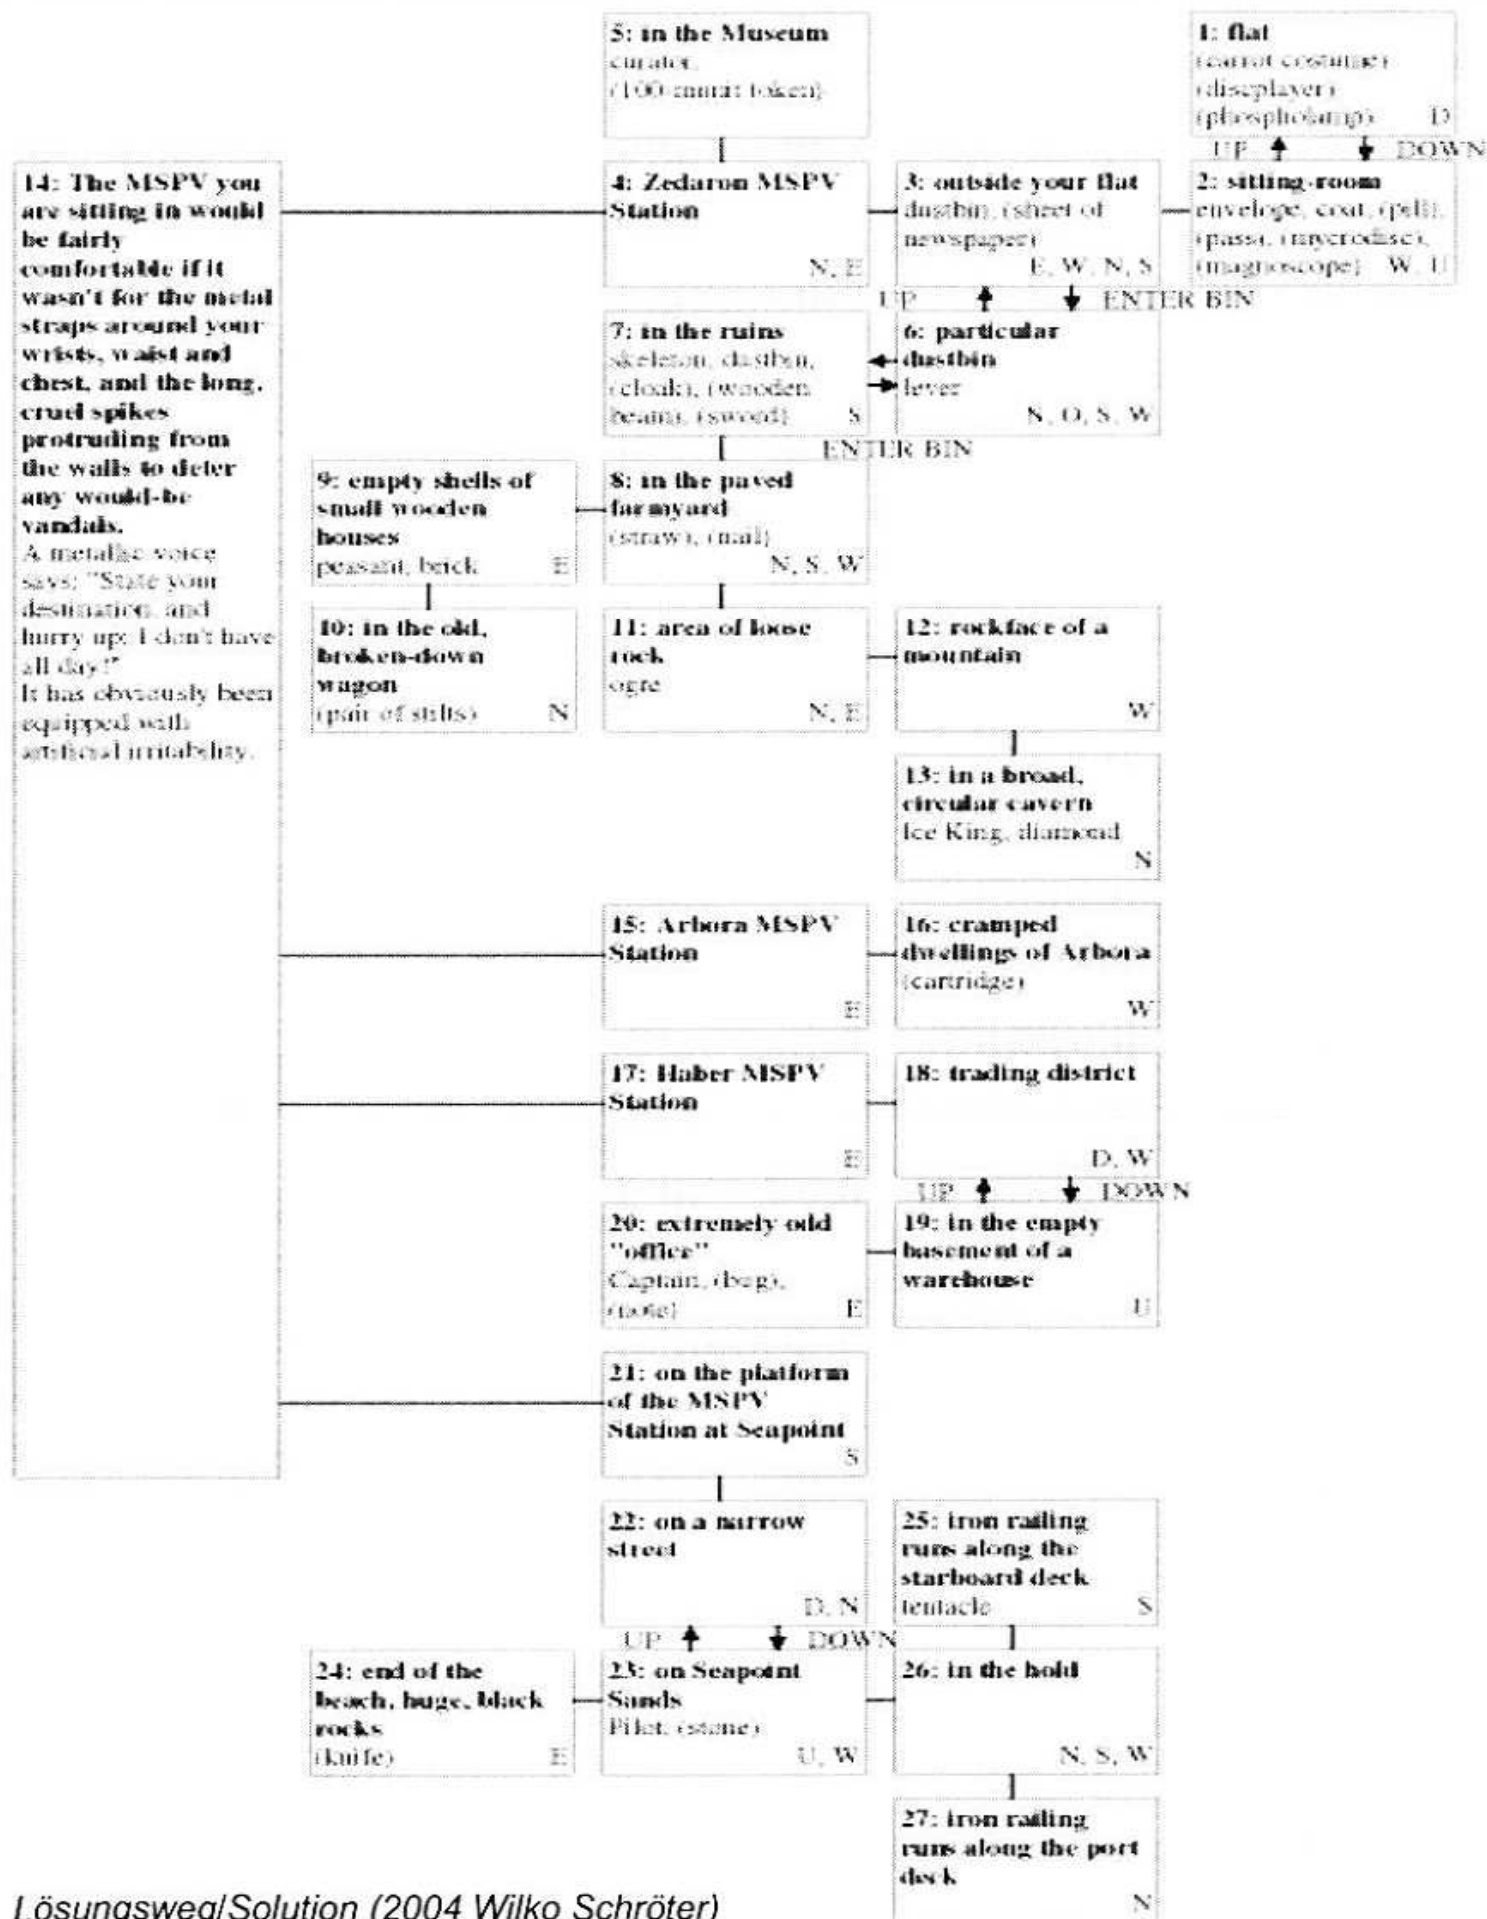 5: in the Museum
curator,
(100-munit token)
1: flat
(carrot costume)
(discplayer)
(phospholamp) D
UP DOWN
14: The MSPV you
are sitting in would
be fairly
comfortable if it
wasn't for the metal
straps around your
wrists, waist and
chest, and the long,
cruel spikes
protruding from
the walls to deter
any would-be
vandals.
A metallic voice
says: "State your
destination, and
hurry up: I don't have
all day!"
It has obviously been
equipped with
artificial irritability.
4: Zedaron MSPV
Station
N, E
3: outside your flat
dustbin, (sheet of
newspaper)
E, W, N, S
2: sitting-room
envelope, coat, (pill),
(pass), (mycrodisc),
(magnoscope) W, U
UP ENTER BIN
7: in the ruins
skeleton, dustbin,
(cloak), (wooden
beam), (sword) S
6: particular
dustbin
lever
N, O, S, W
ENTER BIN
9: empty shells of
small wooden
houses
peasant, brick E
8: in the paved
farmyard
(straw), (nail)
N, S, W
10: in the old,
broken-down
wagon
(pair of stilts) N
11: area of loose
rock
ogre
N, E
12: rockface of a
mountain
W
13: in a broad,
circular cavern
Ice King, diamond
N
15: Arbora MSPV
Station
E
16: cramped
dwellings of Arbora
(cartridge)
W
17: Haber MSPV
Station
E
18: trading district
D, W
UP DOWN
20: extremely odd
"office"
Captain, (bug),
(note) E
19: in the empty
basement of a
warehouse
U
21: on the platform
of the MSPV
Station at Seapoint
S
22: on a narrow
street
D, N
25: iron railing
runs along the
starboard deck
tentacle S
UP DOWN
24: end of the
beach, huge, black
rocks
(knife) E
23: on Seapoint
Sands
Pilot, (stone)
U, W
26: in the hold
N, S, W
27: iron railing
runs along the port
deck
N
Lösungsweg/Solution (2004 Wilko Schröter)